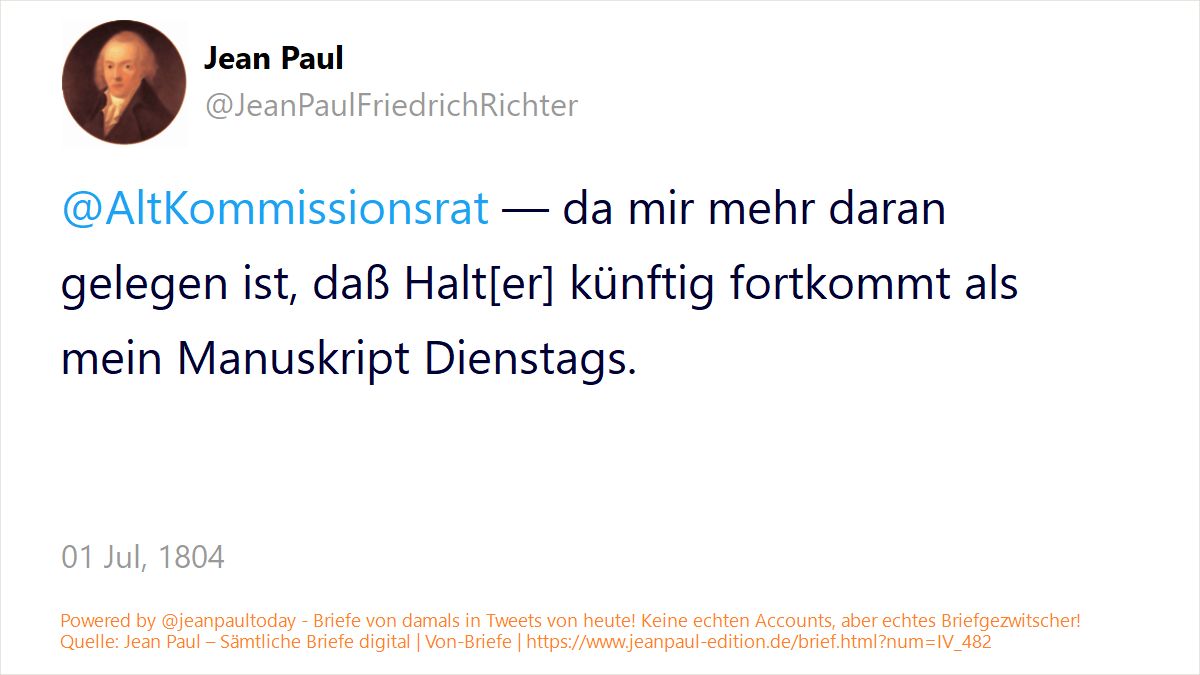 Jean Paul
@JeanPaulFriedrichRichter
@AltKommissionsrat — da mir mehr daran
gelegen ist, daß Halt[er] künftig fortkommt als
mein Manuskript Dienstags.
01 Jul, 1804
Powered by @jeanpaultoday - Briefe von damals in Tweets von heute! Keine echten Accounts, aber echtes Briefgezwitscher!
Quelle: Jean Paul – Sämtliche Briefe digital | Von-Briefe | https://www.jeanpaul-edition.de/brief.html?num=IV_482